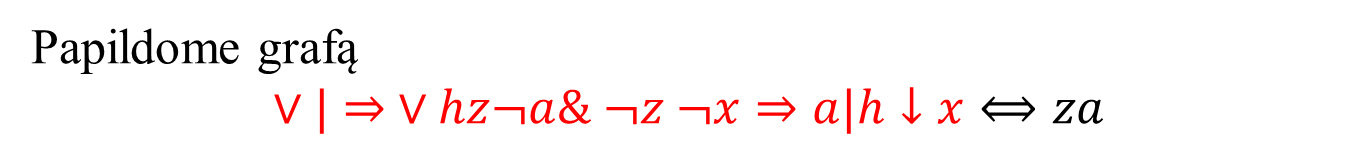 Papildome grafą
∨ | ⇒ ∨ hz¬a& ¬z ¬x ⇒ a|h ↓ x ⟺ za